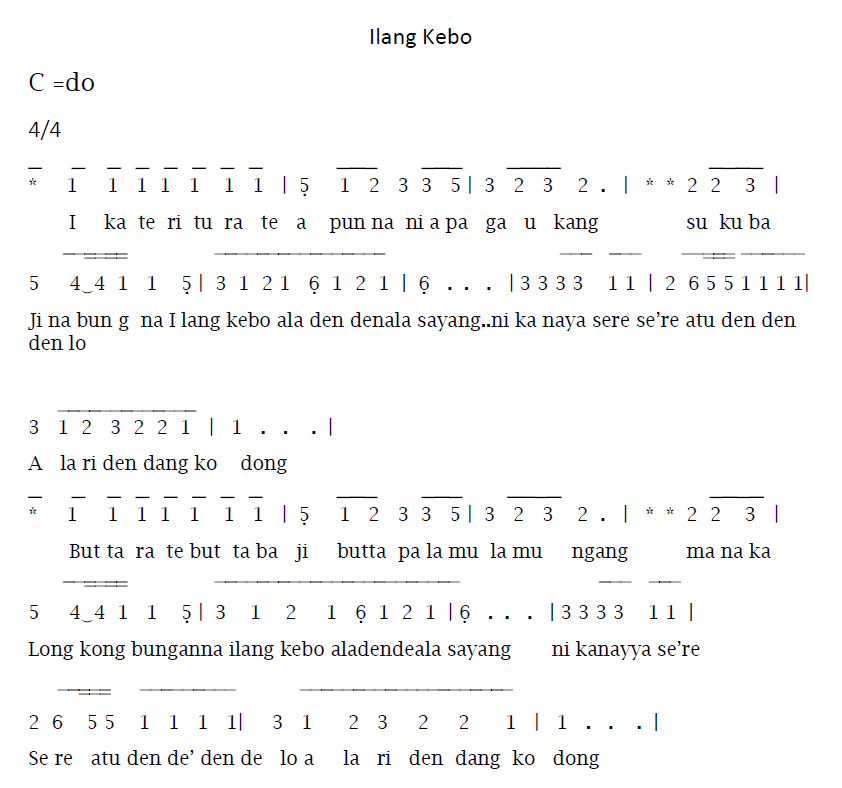 Ilang Kebo
C =do
4/4
* 1 1 1 1 1 1 1 | 5̣ 1 2 3 3 5 | 3 2 3 2 . | * * 2 2 3 |
I ka te ri tu ra te a pun na ni a pa ga u kang su ku ba
5 4‿4 1 1 5̣ | 3 1 2 1 6̣ 1 2 1 | 6̣ . . . | 3 3 3 3 1 1 | 2 6 5 5 1 1 1 1 |
Ji na bun g na I lang kebo ala den denala sayang..ni ka naya sere se’re atu den den
den lo
3 1 2 3 2 2 1 | 1 . . . |
A la ri den dang ko dong
* 1 1 1 1 1 1 1 | 5̣ 1 2 3 3 5 | 3 2 3 2 . | * * 2 2 3 |
But ta ra te but ta ba ji butta pa la mu la mu ngang ma na ka
5 4‿4 1 1 5̣ | 3 1 2 1 6̣ 1 2 1 | 6̣ . . . | 3 3 3 3 1 1 |
Long kong bunganna ilang kebo aladendeala sayang ni kanayya se’re
2 6 5 5 5 1 1 1 1 | 3 1 2 3 2 2 1 | 1 . . . |
Se re atu den de’ den de lo a la ri den dang ko dong